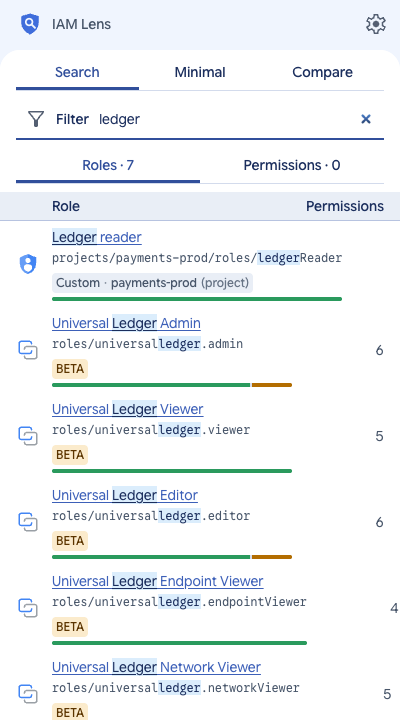 IAM Lens
Search Minimal Compare
Filter ledger
Roles · 7 Permissions · 0
Role Permissions
Ledger reader
projects/payments-prod/roles/ledgerReader
Custom · payments-prod (project)
Universal Ledger Admin
roles/universalledger.admin
6
BETA
Universal Ledger Viewer
roles/universalledger.viewer
5
BETA
Universal Ledger Editor
roles/universalledger.editor
6
BETA
Universal Ledger Endpoint Viewer
roles/universalledger.endpointViewer
4
BETA
Universal Ledger Network Viewer
roles/universalledger.networkViewer
5
BETA